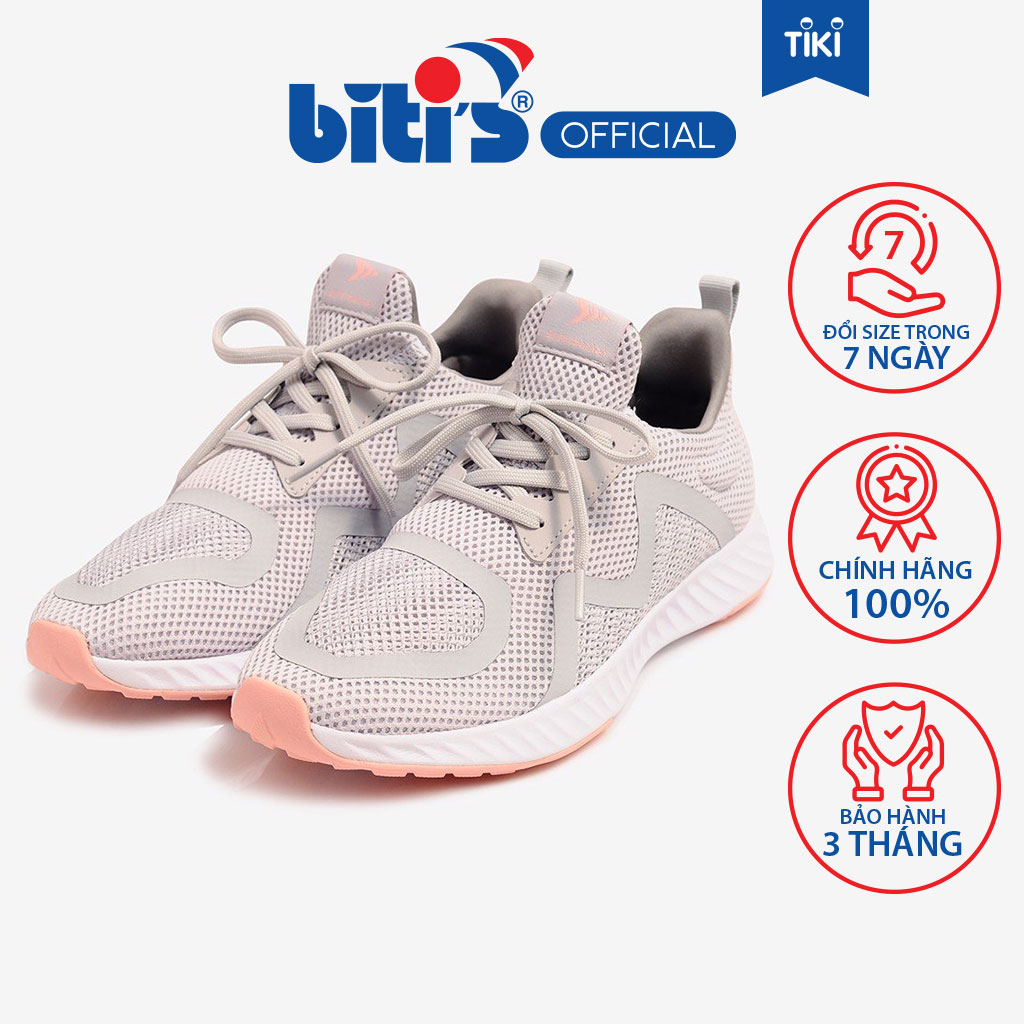 TiKi
biti's®
OFFICIAL
7
ĐỔI SIZE TRONG
7 NGÀY
CHÍNH HÃNG
100%
BẢO HÀNH
3 THÁNG